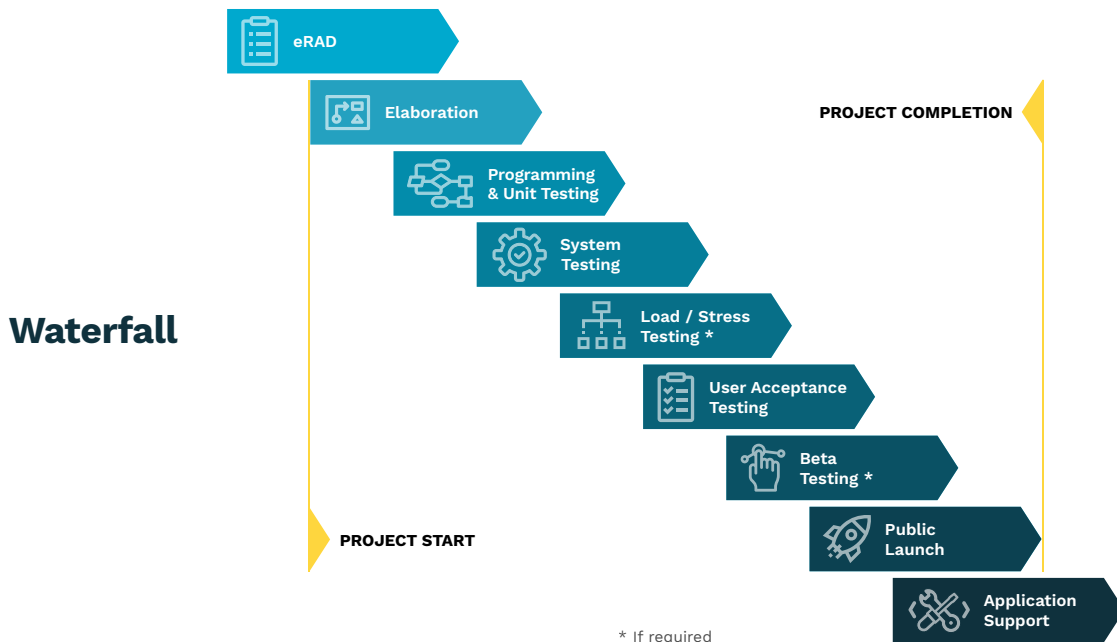 eRAD
Elaboration
PROJECT COMPLETION
Programming
& Unit Testing
System
Testing
Waterfall
Load / Stress
Testing *
User Acceptance
Testing
Beta
Testing *
PROJECT START
Public
Launch
Application
Support
* If required